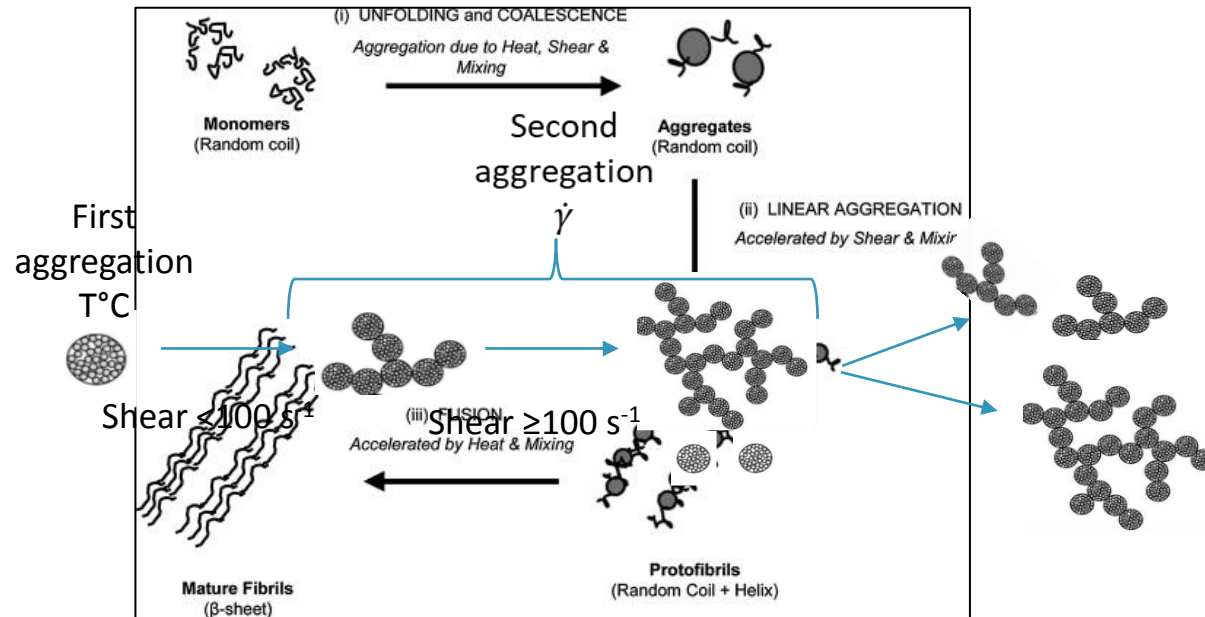 (i) UNFOLDING and COALESCENCE
Aggregation due to Heat, Shear &
Mixing
Monomers
(Random coil)
Second
aggregation
γ̇
Aggregates
(Random coil)
(ii) LINEAR AGGREGATION
Accelerated by Shear &
First
aggregation
T°C
Shear ≤100 s⁻¹
Shear ≥100 s⁻¹
(iii) FUSION
Accelerated by Heat & Mixing
Mature Fibrils
(β-sheet)
Protofibrils
(Random Coil + Helix)